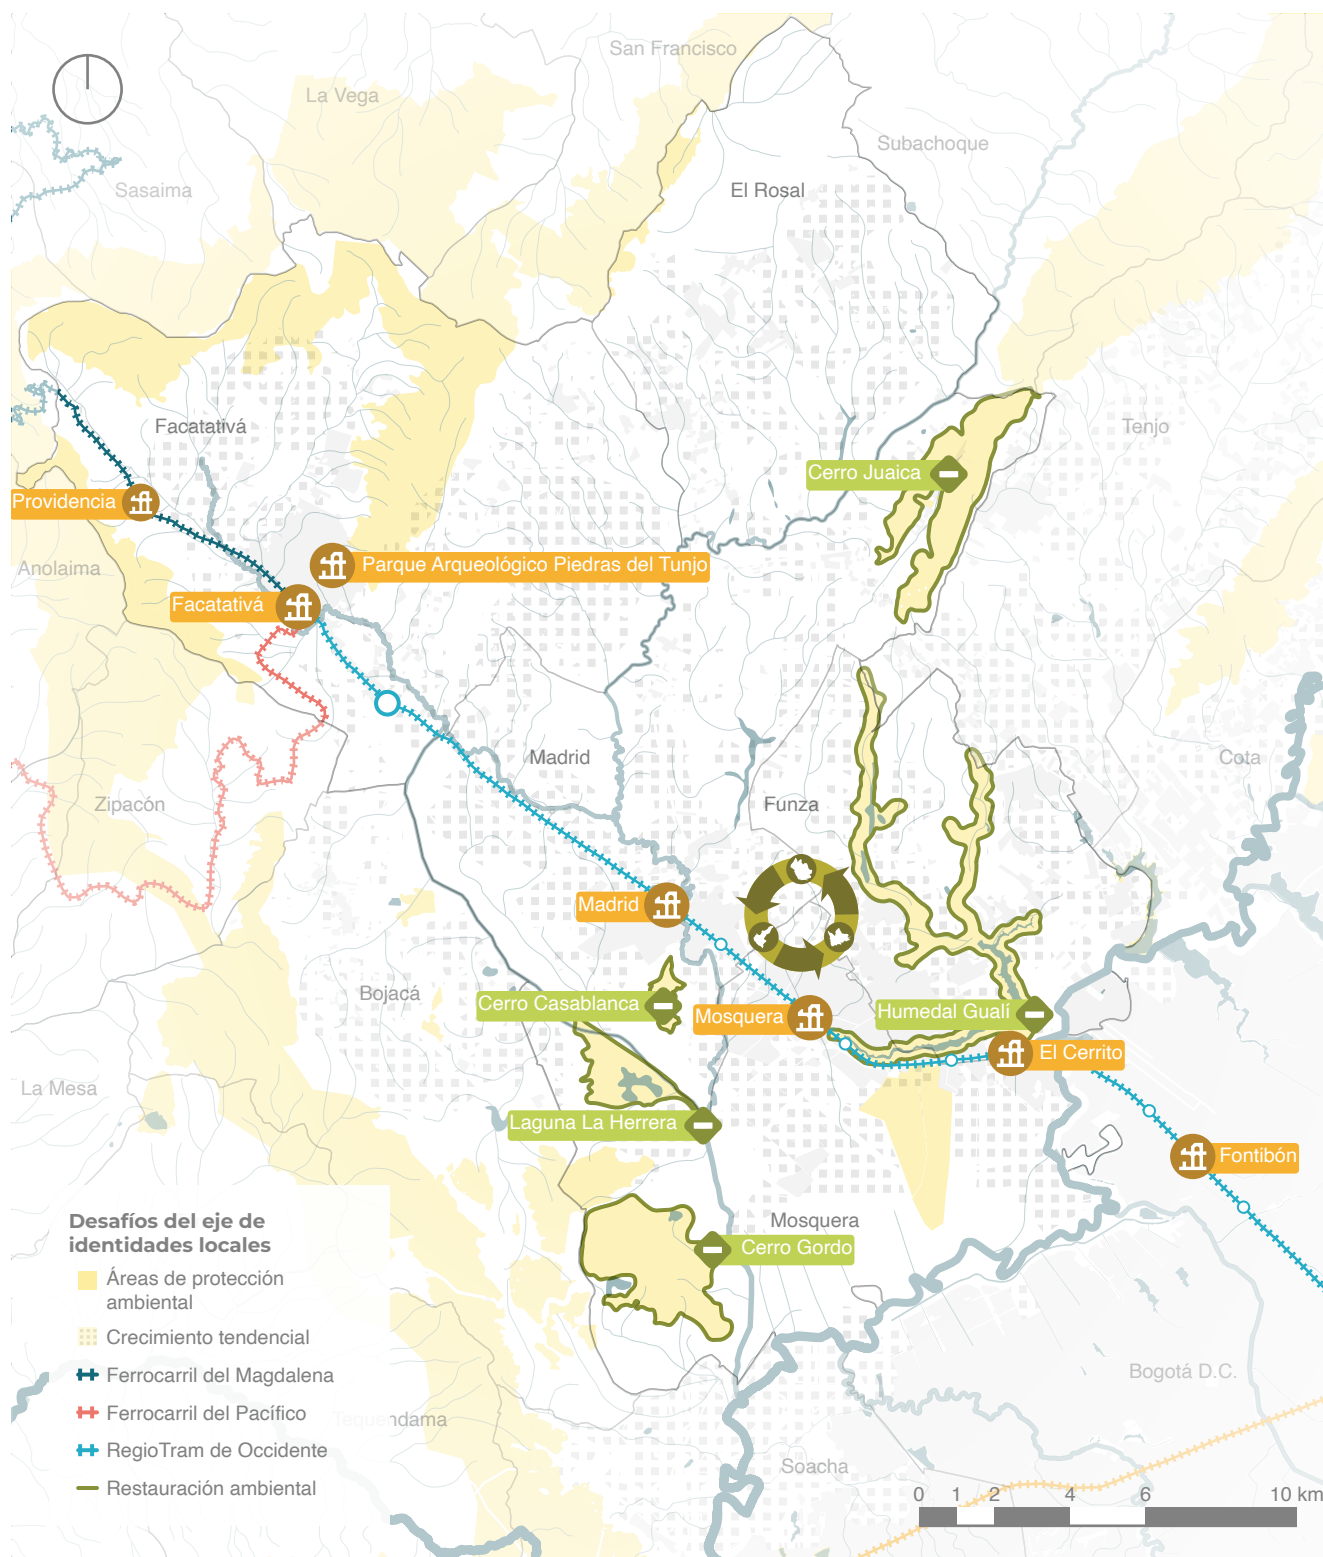 San Francisco
La Vega
Subachoque
Sasaima
El Rosal
Facatativá
Tenjo
Cerro Juaica
Providencia
Anolaima
Parque Arqueológico Piedras del Tunjo
Facatativá
Madrid
Cota
Zipacón
Funza
Madrid
Bojacá
Cerro Casablanca
Mosquera
Humedal Gualí
El Cerrito
La Mesa
Laguna La Herrera
Fontibón
Mosquera
Cerro Gordo
Desafíos del eje de
identidades locales
Áreas de protección
ambiental
Crecimiento tendencial
Ferrocarril del Magdalena
Ferrocarril del Pacífico
RegioTram de Occidente
Restauración ambiental
Tequendama
Bogotá D.C.
Soacha
0 1 2 4 6 10 km